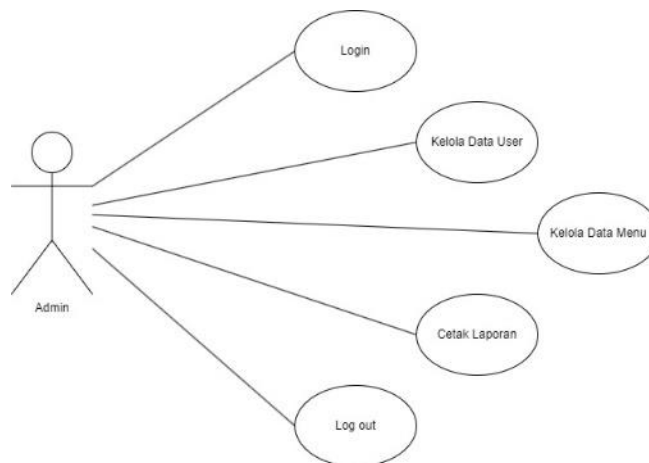 Login
Kelola Data User
Kelola Data Menu
Admin
Cetak Laporan
Log out